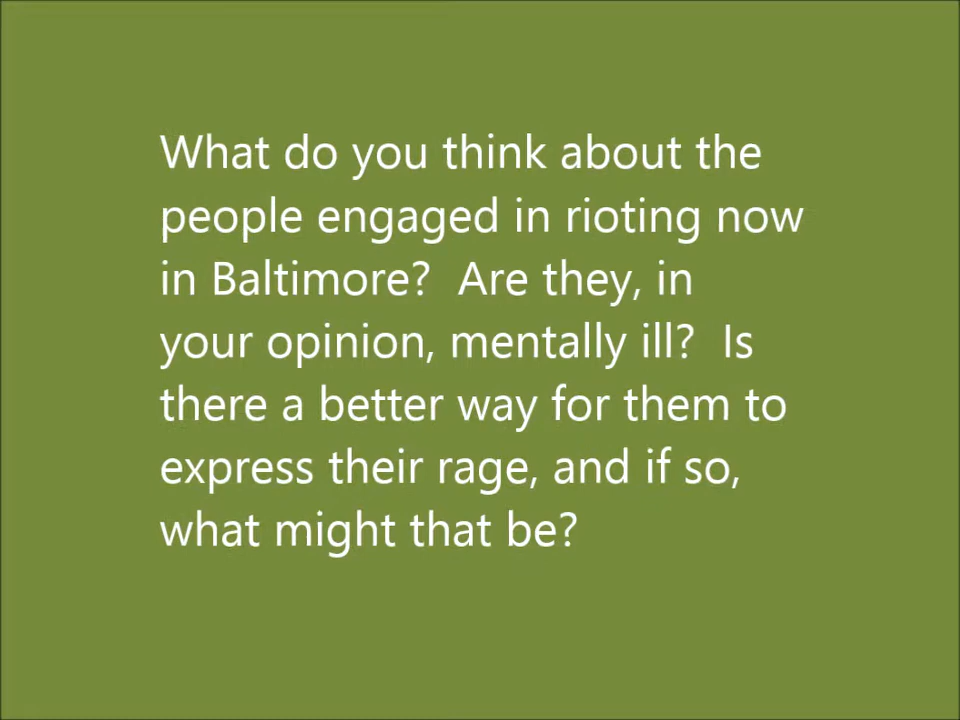 What do you think about the
people engaged in rioting now
in Baltimore?  Are they, in
your opinion, mentally ill?  Is
there a better way for them to
express their rage, and if so,
what might that be?